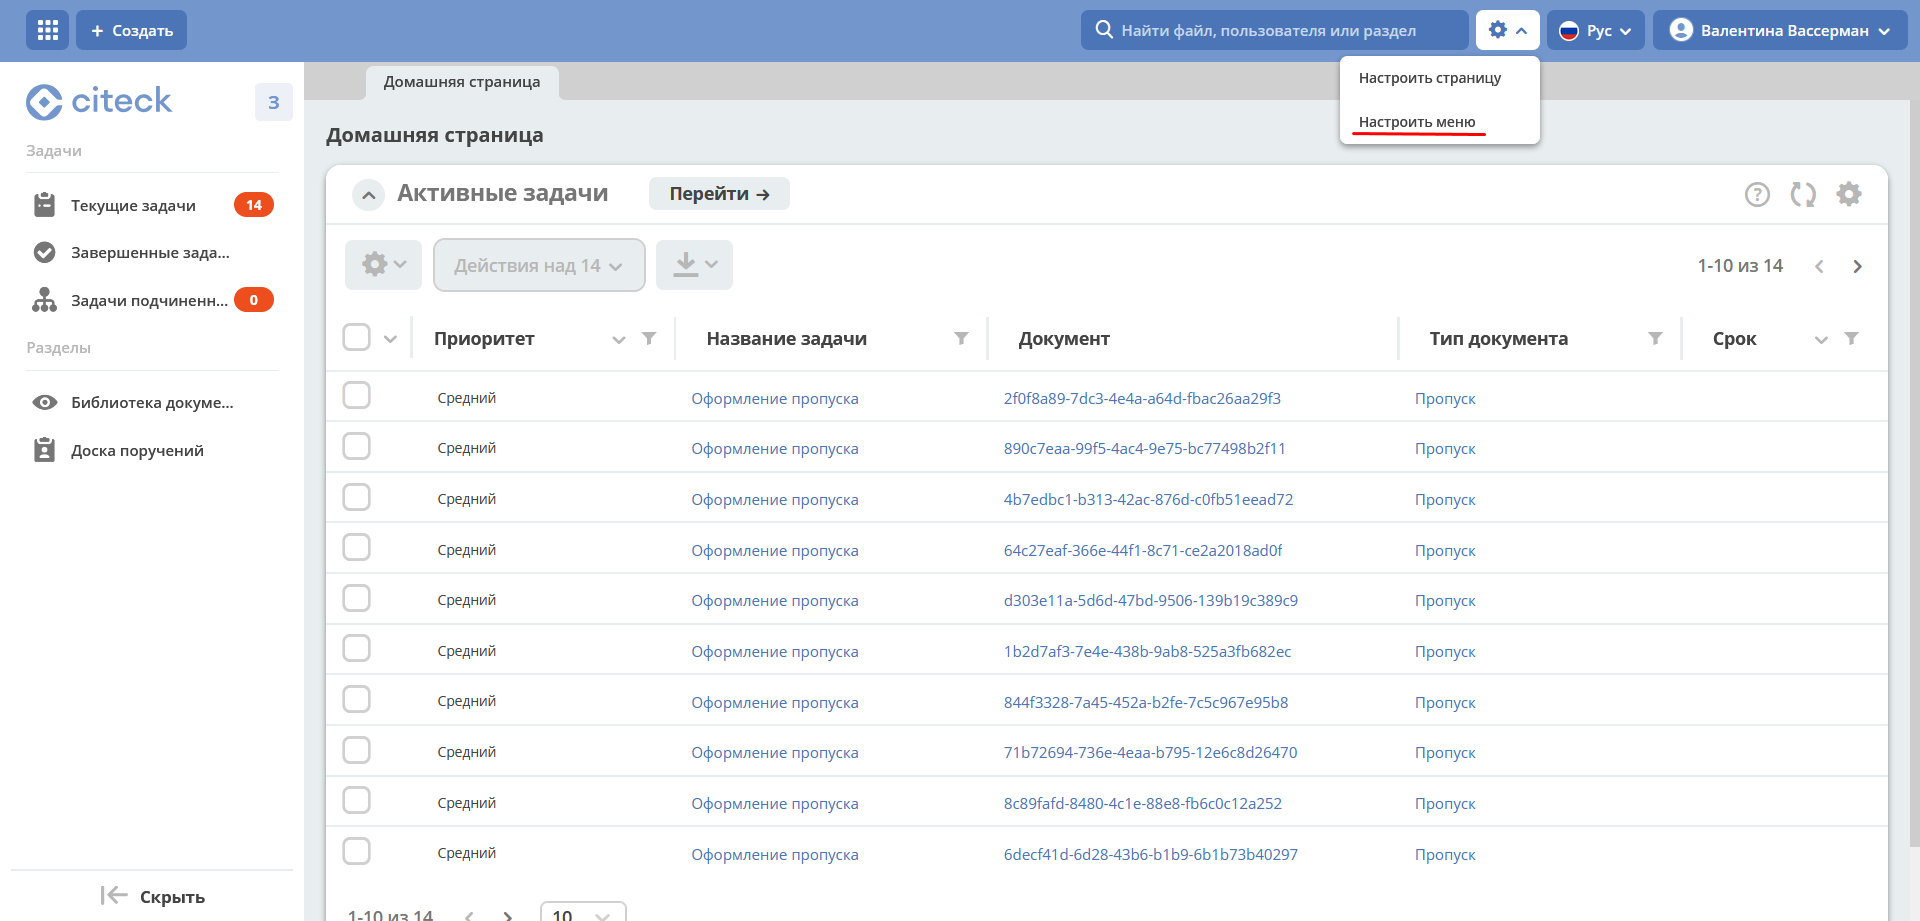 + Создать
Найти файл, пользователя или раздел
Рус
Валентина Вассерман
Настроить страницу
Настроить меню
citeck
3
Задачи
Текущие задачи 14
Завершенные зада...
Задачи подчиненн... 0
Разделы
Библиотека докуме...
Доска поручений
Скрыть
Домашняя страница
Домашняя страница
Активные задачи
Перейти →
?
Действия над 14
1-10 из 14
Приоритет Название задачи Документ Тип документа Срок
Средний Оформление пропуска 2f0f8a89-7dc3-4e4a-a64d-fbac26aa29f3 Пропуск
Средний Оформление пропуска 890c7eaa-99f5-4ac4-9e75-bc77498b2f11 Пропуск
Средний Оформление пропуска 4b7edbc1-b313-42ac-876d-c0fb51eead72 Пропуск
Средний Оформление пропуска 64c27eaf-366e-44f1-8c71-ce2a2018ad0f Пропуск
Средний Оформление пропуска d303e11a-5d6d-47bd-9506-139b19c389c9 Пропуск
Средний Оформление пропуска 1b2d7af3-7e4e-438b-9ab8-525a3fb682ec Пропуск
Средний Оформление пропуска 844f3328-7a45-452a-b2fe-7c5c967e95b8 Пропуск
Средний Оформление пропуска 71b72694-736e-4eaa-b795-12e6c8d26470 Пропуск
Средний Оформление пропуска 8c89fafd-8480-4c1e-88e8-fb6c0c12a252 Пропуск
Средний Оформление пропуска 6decf41d-6d28-43b6-b1b9-6b1b73b40297 Пропуск
1-10 из 14
10